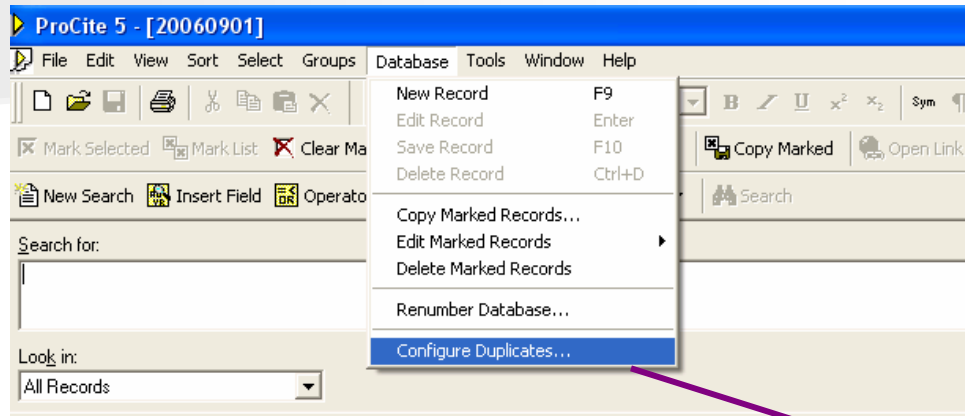 ProCite 5 - [20060901]
File Edit View Sort Select Groups Database Tools Window Help
New Record F9
B I U x² x₂ Sym ¶
Edit Record Enter
Mark Selected Mark List Clear Ma
Save Record F10
Copy Marked Open Link
Delete Record Ctrl+D
New Search Insert Field Operato
Search
Copy Marked Records...
Search for:
Edit Marked Records
Delete Marked Records
Renumber Database...
Configure Duplicates...
Look in:
All Records